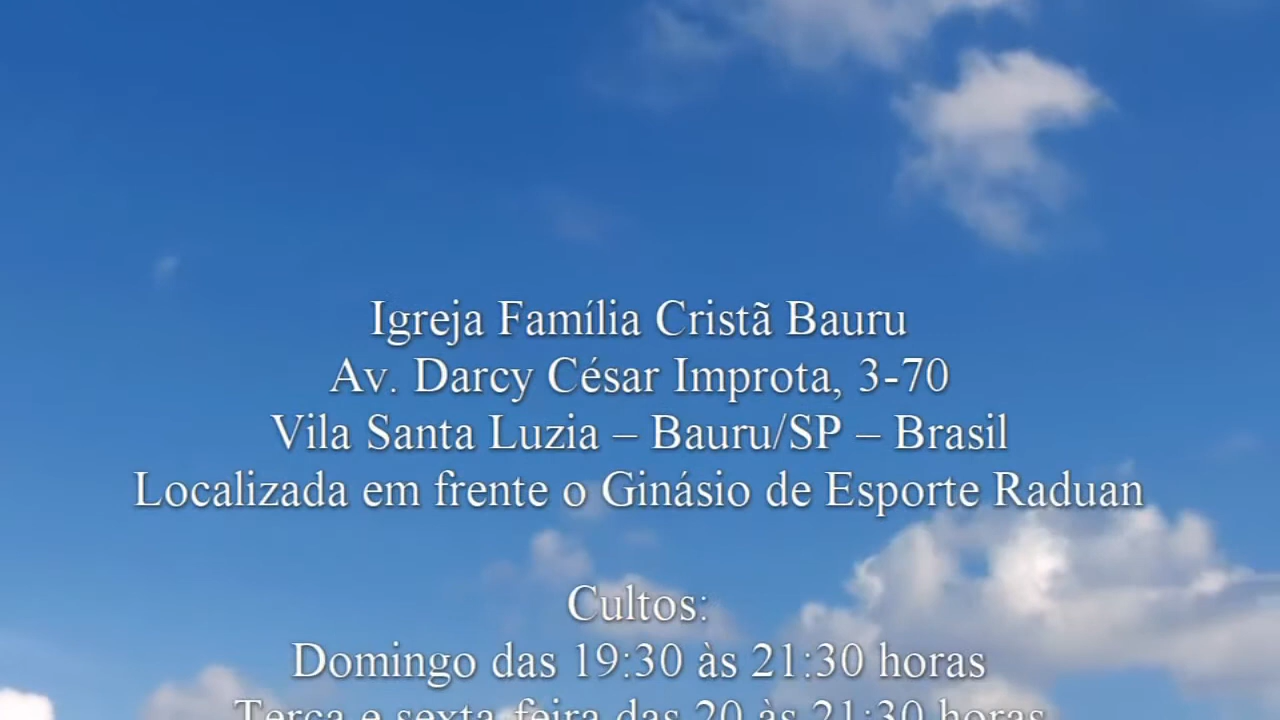 Igreja Família Cristã Bauru
Av. Darcy César Improta, 3-70
Vila Santa Luzia – Bauru/SP – Brasil
Localizada em frente o Ginásio de Esporte Raduan
Cultos:
Domingo das 19:30 às 21:30 horas
Terça e sexta-feira das 20 às 21:30 horas